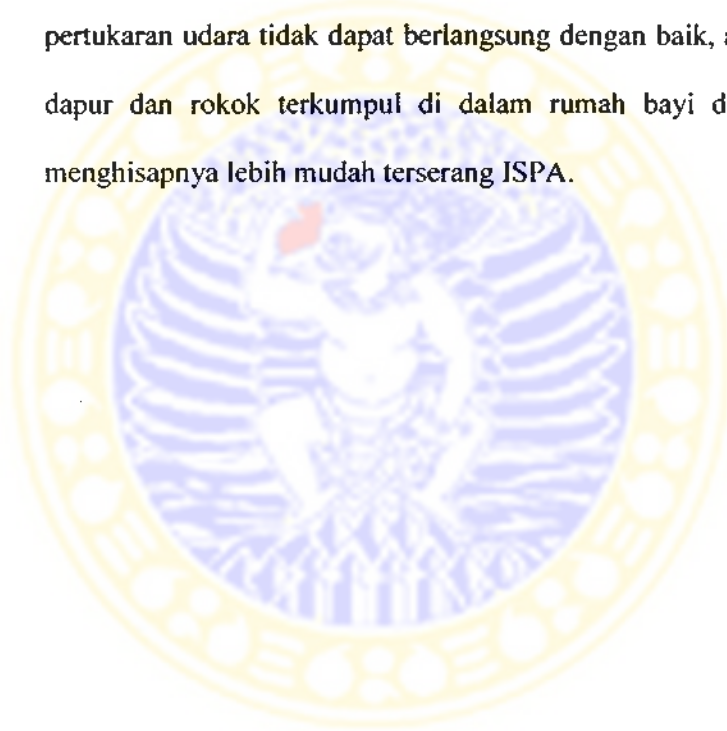 pertukaran udara tidak dapat berlangsung dengan baik,
dapur dan rokok terkumpul di dalam rumah bayi
menghisapnya lebih mudah terserang ISPA.